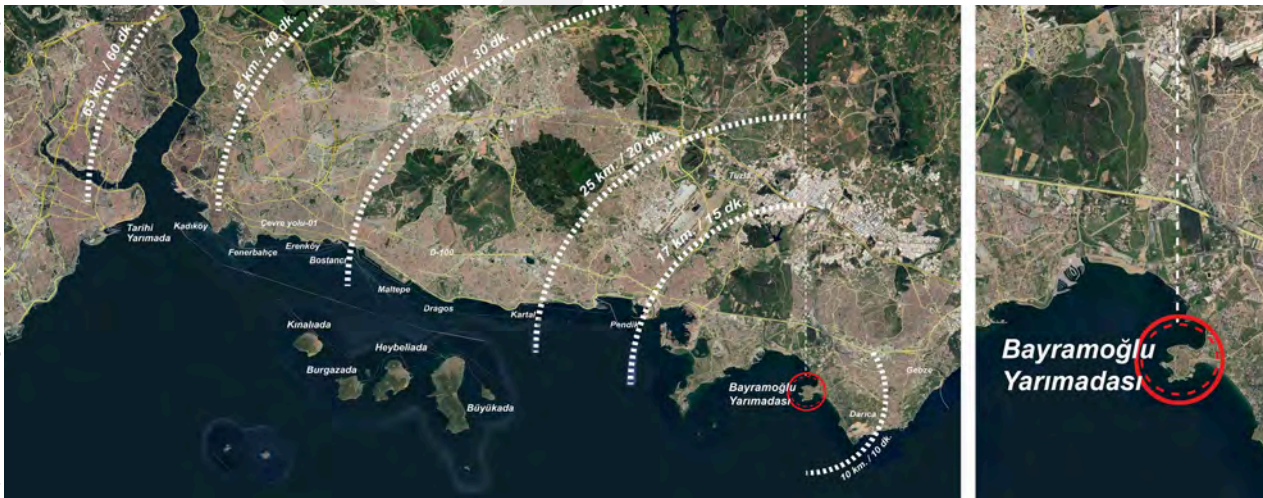 65 km. / 60 dk.
45 km. / 40 dk.
35 km. / 30 dk.
25 km. / 20 dk.
17 km. / 15 dk.
Tuzla
Tarihi
Yarımada
Kadıköy
Çevre yolu-01
Fenerbahçe
Erenköy
Bostancı
D-100
Maltepe
Dragos
Kartal
Pendik
Kınalıada
Heybeliada
Burgazada
Büyükada
Bayramoğlu
Yarımadası
Gebze
Darıca
10 km. / 10 dk.
Bayramoğlu
Yarımadası